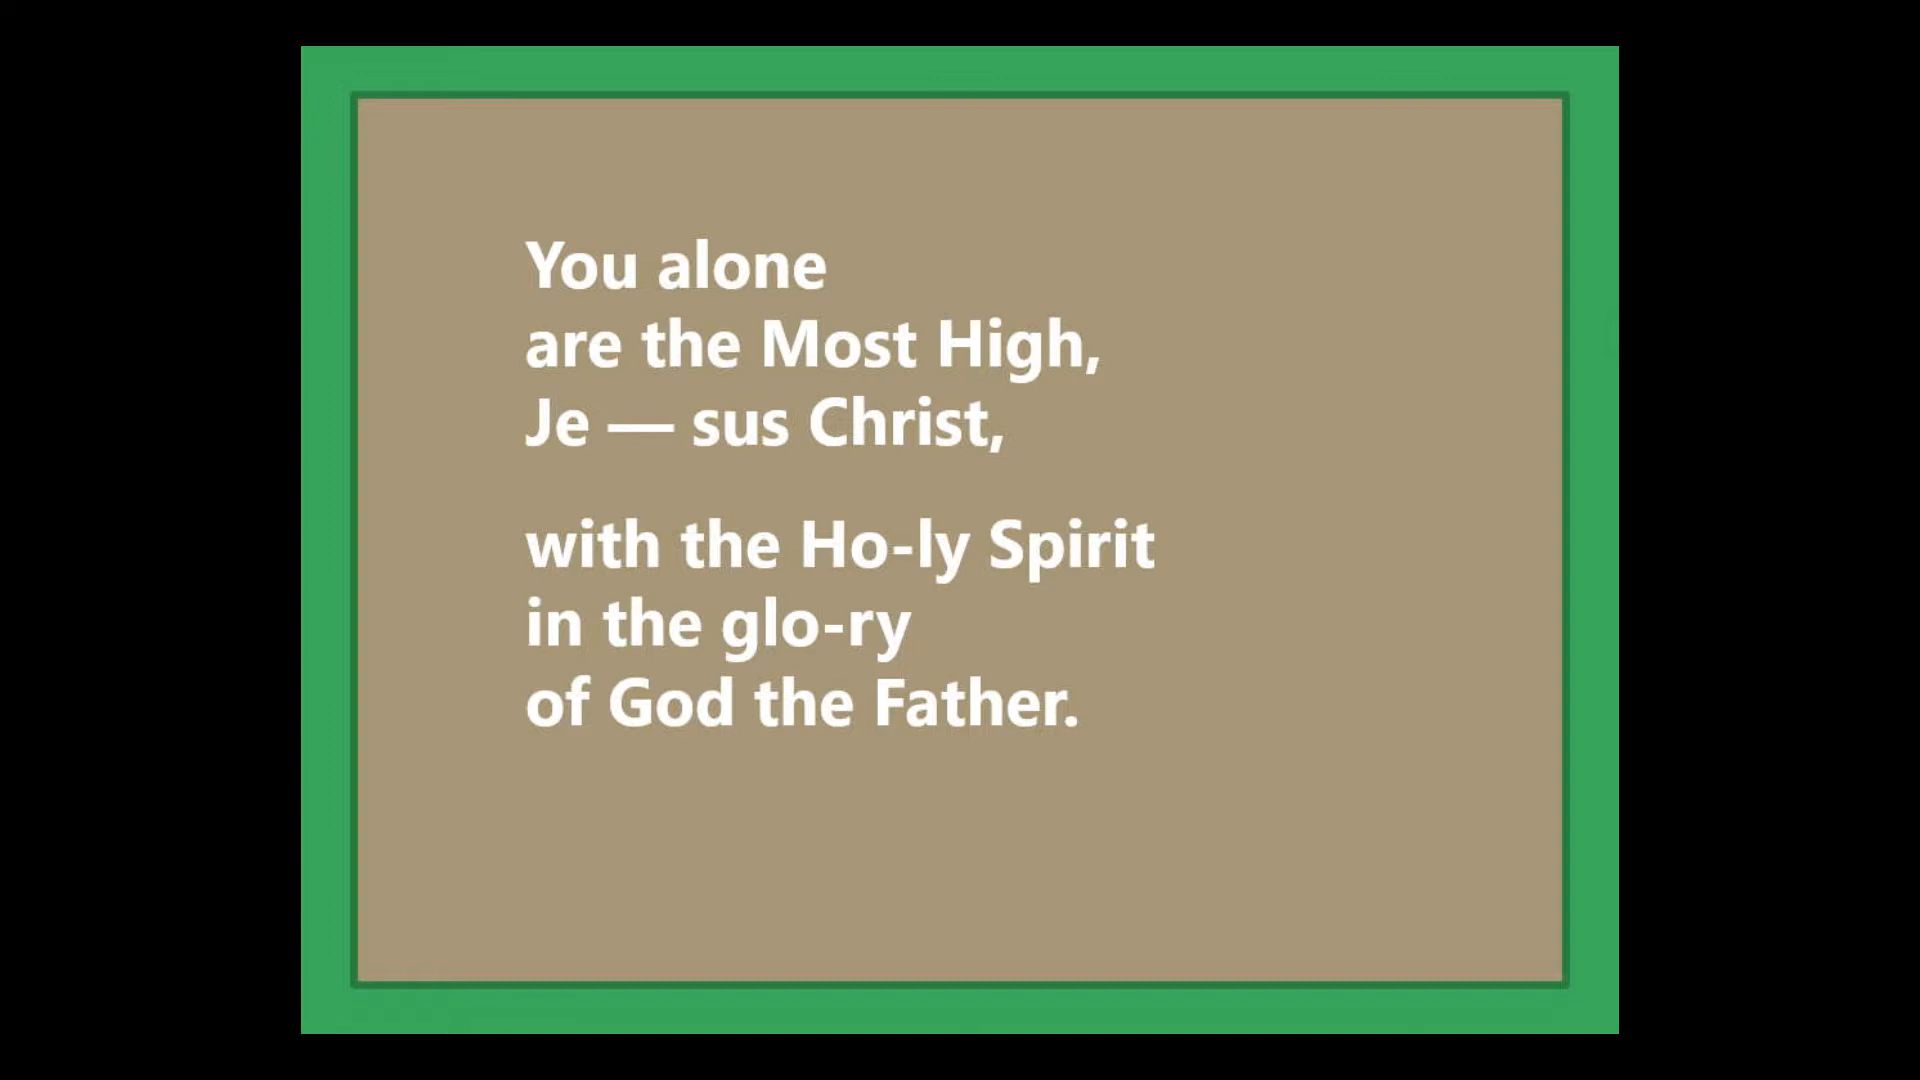 You alone
are the Most High,
Je — sus Christ,
with the Ho-ly Spirit
in the glo-ry
of God the Father.